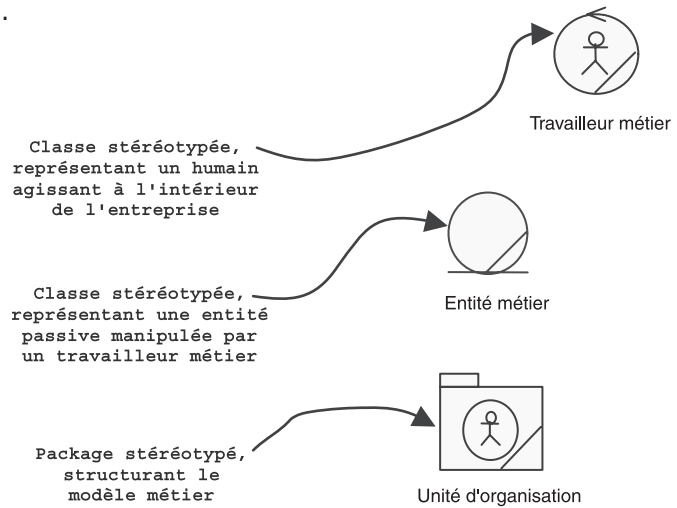 .
Travailleur métier
Classe stéréotypée,
représentant un humain
agissant à l'intérieur
de l'entreprise
Entité métier
Classe stéréotypée,
représentant une entité
passive manipulée par
un travailleur métier
Package stéréotypé,
structurant le
modèle métier
Unité d'organisation